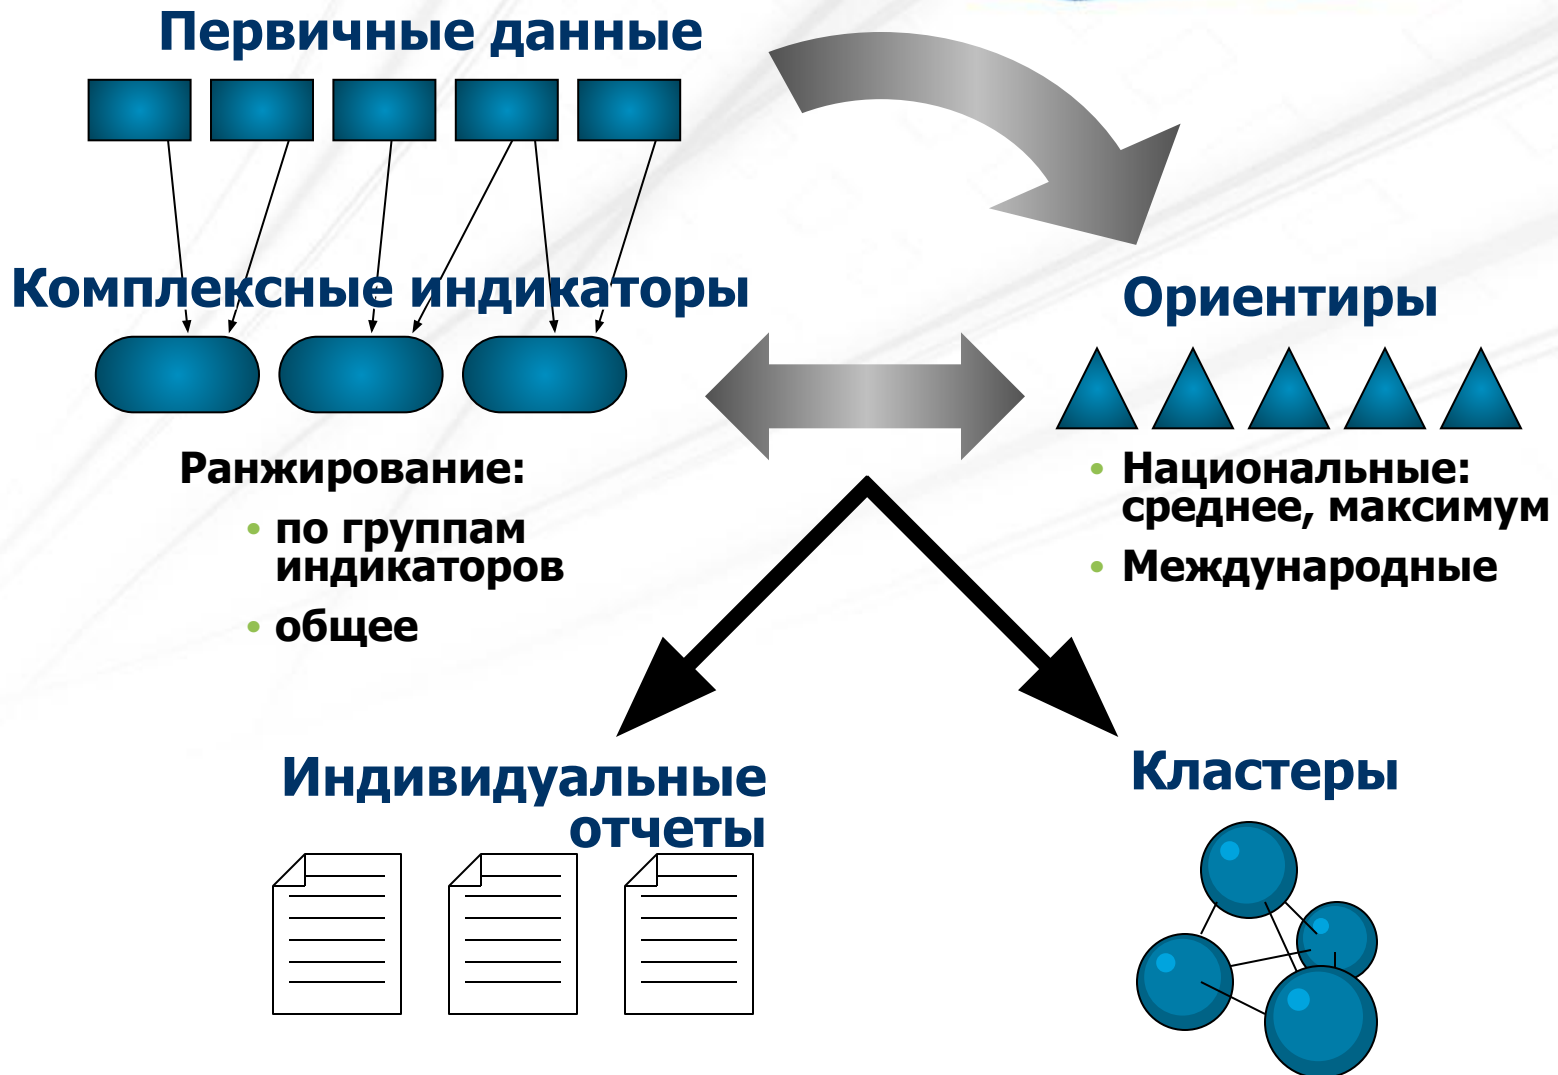 Первичные данные
Комплексные индикаторы
Ориентиры
Ранжирование:
• по группам
индикаторов
• общее
• Национальные:
среднее, максимум
• Международные
Индивидуальные
отчеты
Кластеры